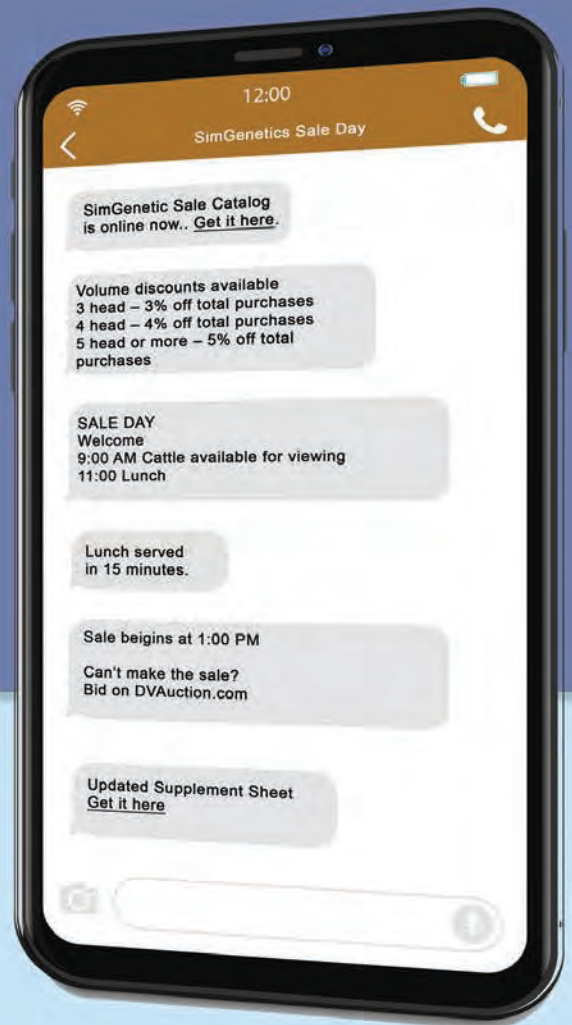 12:00
SimGenetics Sale Day
SimGenetic Sale Catalog
is online now.. Get it here.
Volume discounts available
3 head – 3% off total purchases
4 head – 4% off total purchases
5 head or more – 5% off total
purchases
SALE DAY
Welcome
9:00 AM Cattle available for viewing
11:00 Lunch
Lunch served
in 15 minutes.
Sale beigins at 1:00 PM
Can't make the sale?
Bid on DVAuction.com
Updated Supplement Sheet
Get it here